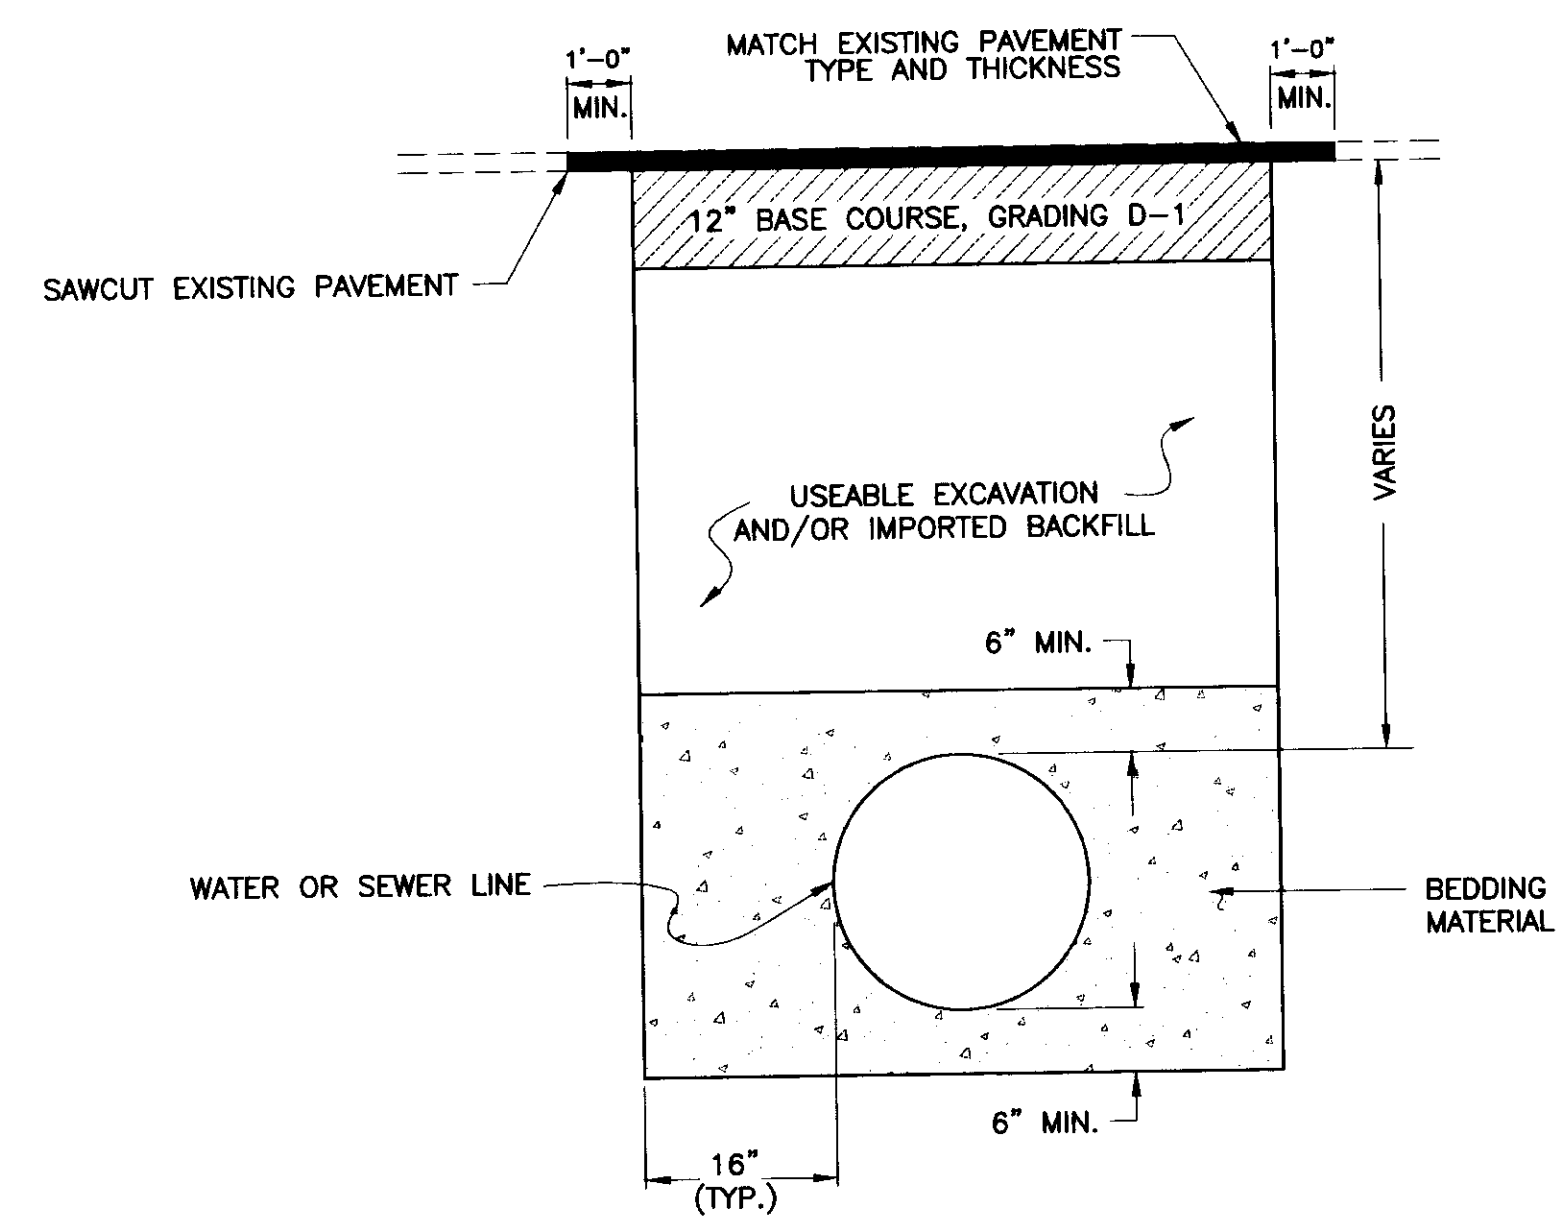 1'-0"
MIN.
MATCH EXISTING PAVEMENT
TYPE AND THICKNESS
1'-0"
MIN.
12" BASE COURSE, GRADING D-1
SAWCUT EXISTING PAVEMENT
VARIES
USEABLE EXCAVATION
AND/OR IMPORTED BACKFILL
6" MIN.
WATER OR SEWER LINE
BEDDING
MATERIAL
6" MIN.
16"
(TYP.)